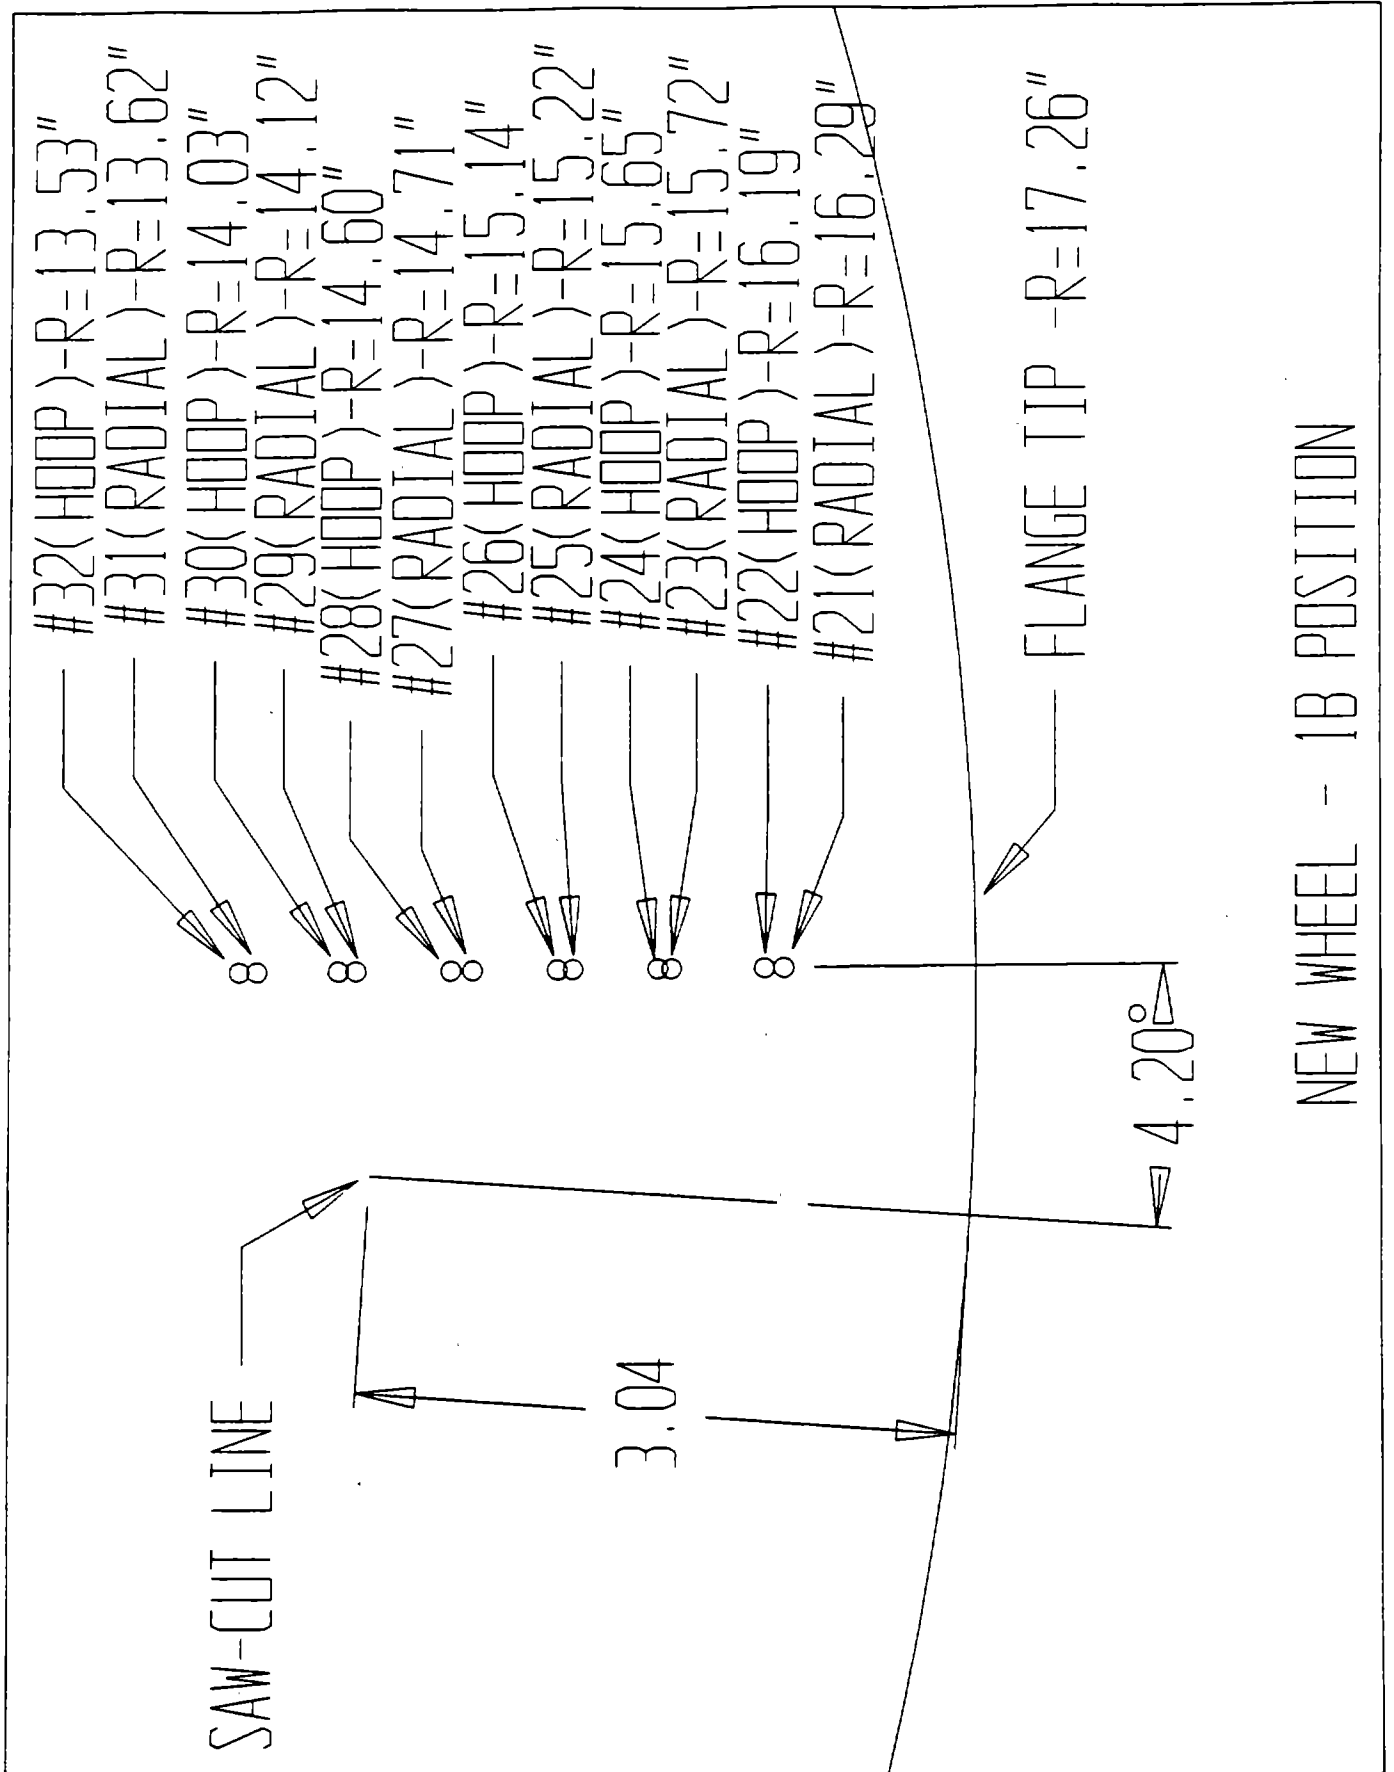 #32(HOOP)-R=13.53"
#31(RADIAL)-R=13.62"
#30(HOOP)-R=14.03"
#29(RADIAL)-R=14.12"
#28(HOOP)-R=14.60"
#27(RADIAL)-R=14.71"
#26(HOOP)-R=15.14"
#25(RADIAL)-R=15.22"
#24(HOOP)-R=15.65"
#23(RADIAL)-R=15.72"
#22(HOOP)-R=16.19"
#21(RADIAL)-R=16.29"
FLANGE TIP -R=17.26"
SAW-CUT LINE
3.04
4.20°
NEW WHEEL - 1B POSITION